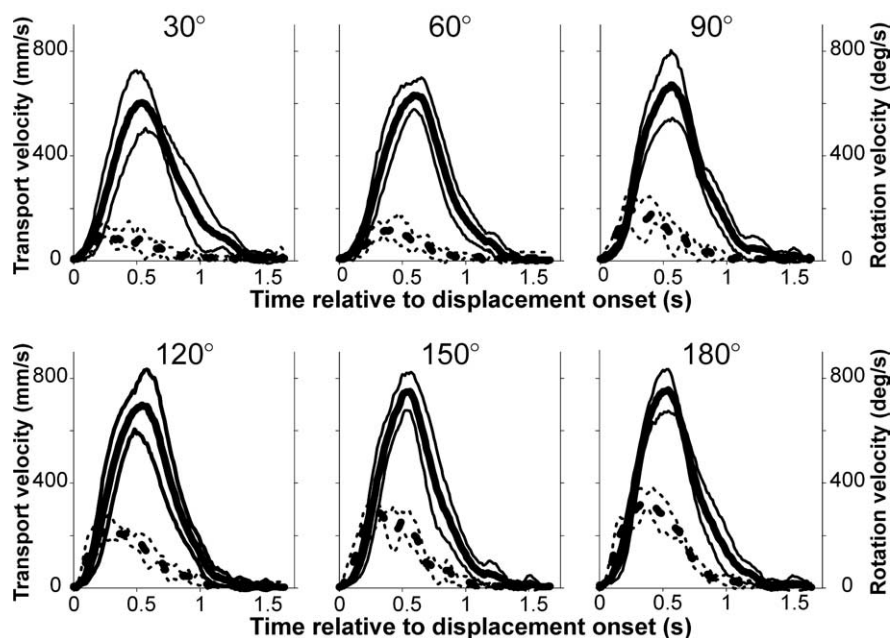 30° 60° 90°
Transport velocity (mm/s)
800
400
0
800
400
0
Rotation velocity (deg/s)
0 0.5 1 1.5 0 0.5 1 1.5 0 0.5 1 1.5
Time relative to displacement onset (s)
120° 150° 180°
Transport velocity (mm/s)
800
400
0
800
400
0
Rotation velocity (deg/s)
0 0.5 1 1.5 0 0.5 1 1.5 0 0.5 1 1.5
Time relative to displacement onset (s)